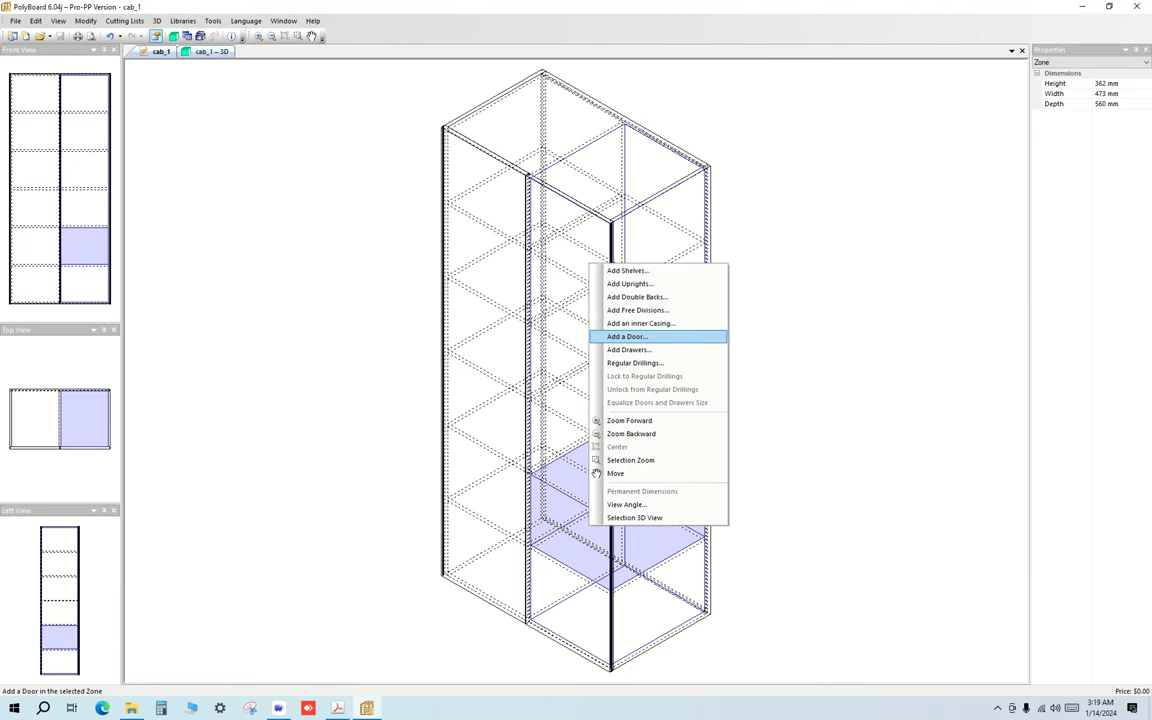 PolyBoard 6.04j - Pro-PP Version - cab_1
File Edit View Modify Cutting Lists 3D Libraries Tools Language Window Help
Front View
cab_1
cab_1 – 3D
Properties
Zone
Dimensions
Height 362 mm
Width 473 mm
Depth 560 mm
Add Shelves...
Add Uprights...
Add Double Backs...
Add Free Divisions...
Add an inner Casing...
Add a Door...
Add Drawers...
Regular Drillings...
Lock to Regular Drillings
Unlock from Regular Drillings
Equalize Doors and Drawers Size
Zoom Forward
Zoom Backward
Center
Selection Zoom
Move
Permanent Dimensions
View Angle...
Selection 3D View
Top View
Left View
Add a Door in the selected Zone
Price: $0.00
3:19 AM
1/14/2024